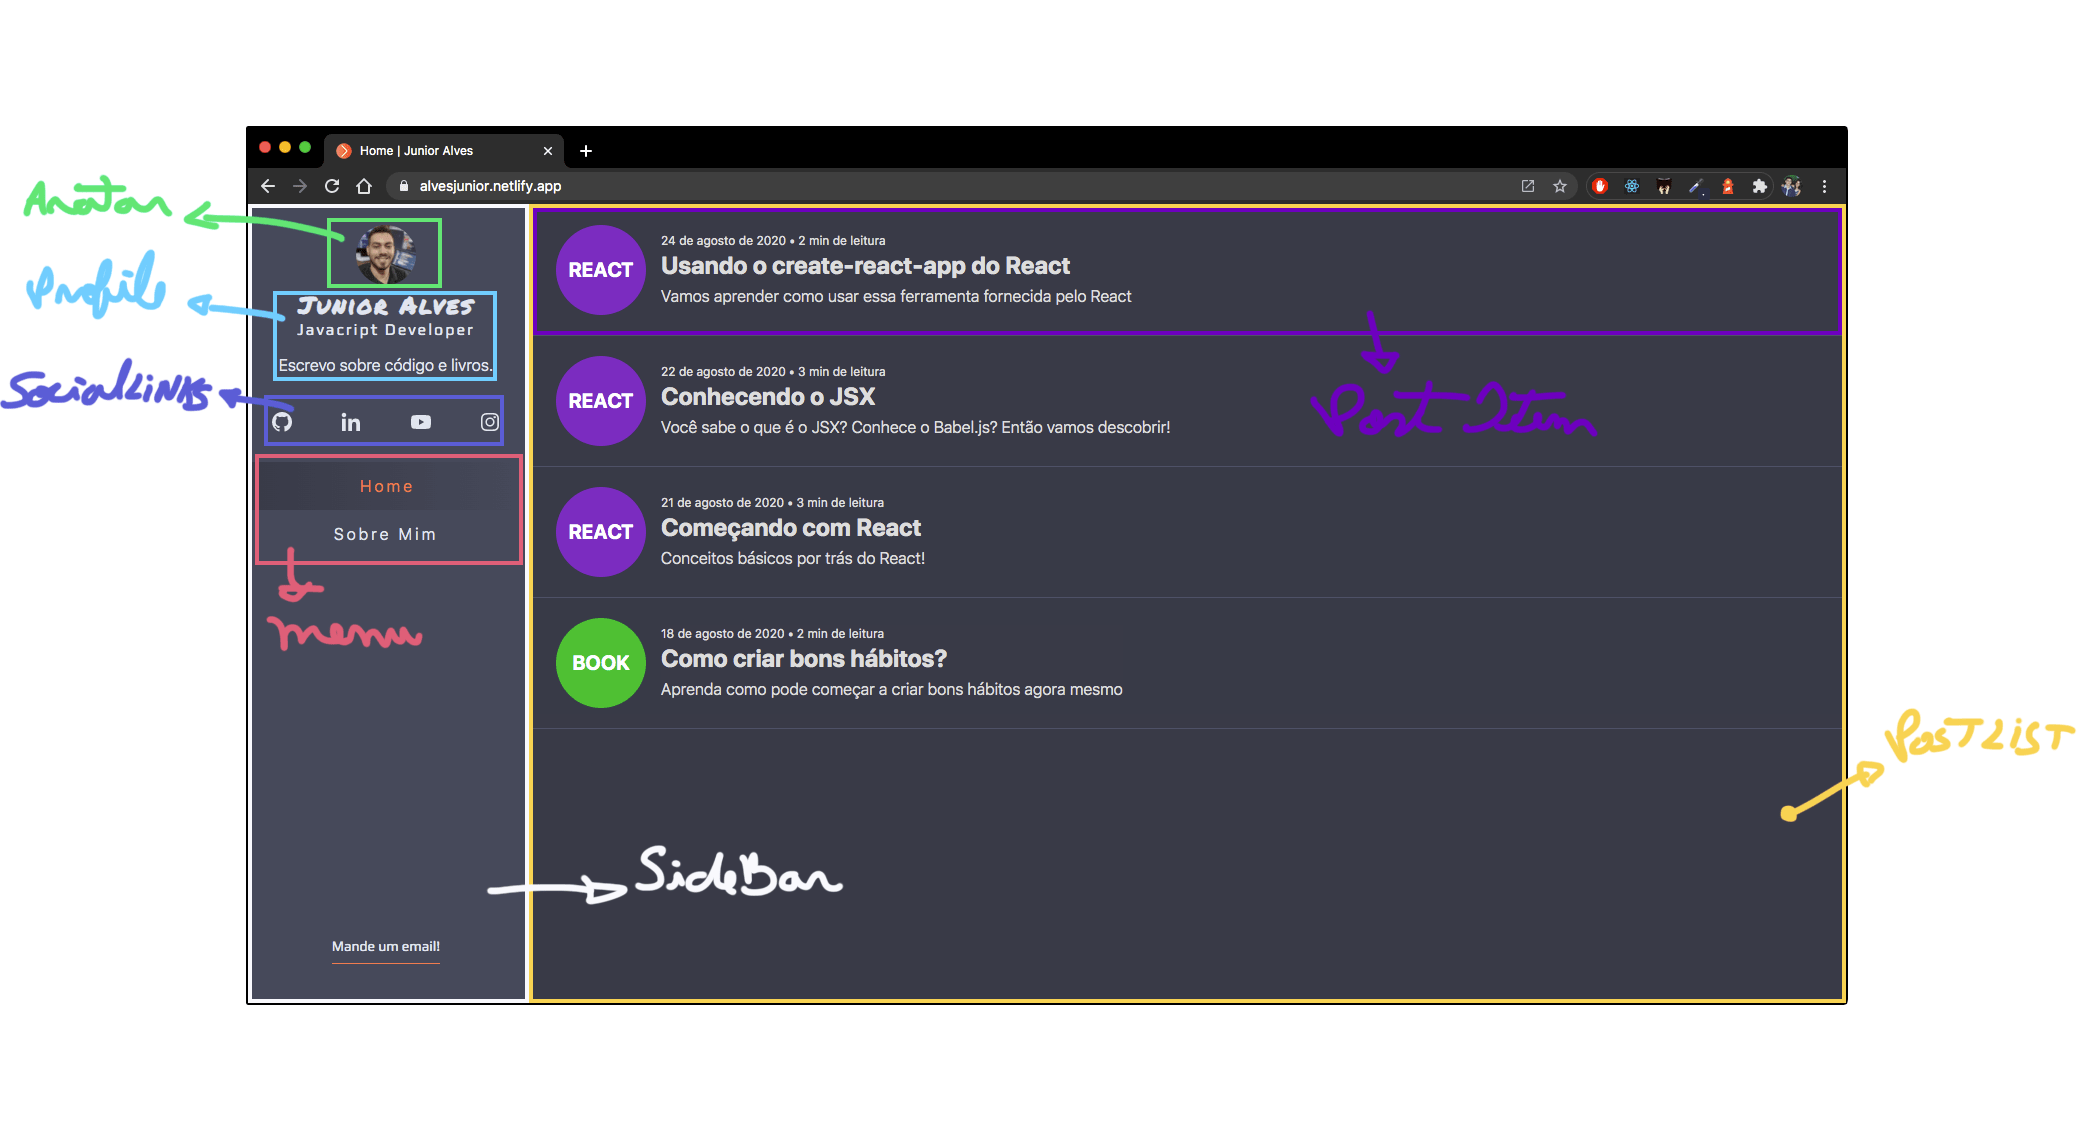 Home | Junior Alves
alvesjunior.netlify.app
Avatar
Profile
SocialLinks
JUNIOR ALVES
Javacript Developer
Escrevo sobre código e livros.
in
Home
Sobre Mim
menu
Mande um email!
REACT
24 de agosto de 2020 • 2 min de leitura
Usando o create-react-app do React
Vamos aprender como usar essa ferramenta fornecida pelo React
Post Item
REACT
22 de agosto de 2020 • 3 min de leitura
Conhecendo o JSX
Você sabe o que é o JSX? Conhece o Babel.js? Então vamos descobrir!
REACT
21 de agosto de 2020 • 3 min de leitura
Começando com React
Conceitos básicos por trás do React!
BOOK
18 de agosto de 2020 • 2 min de leitura
Como criar bons hábitos?
Aprenda como pode começar a criar bons hábitos agora mesmo
PostList
SideBar